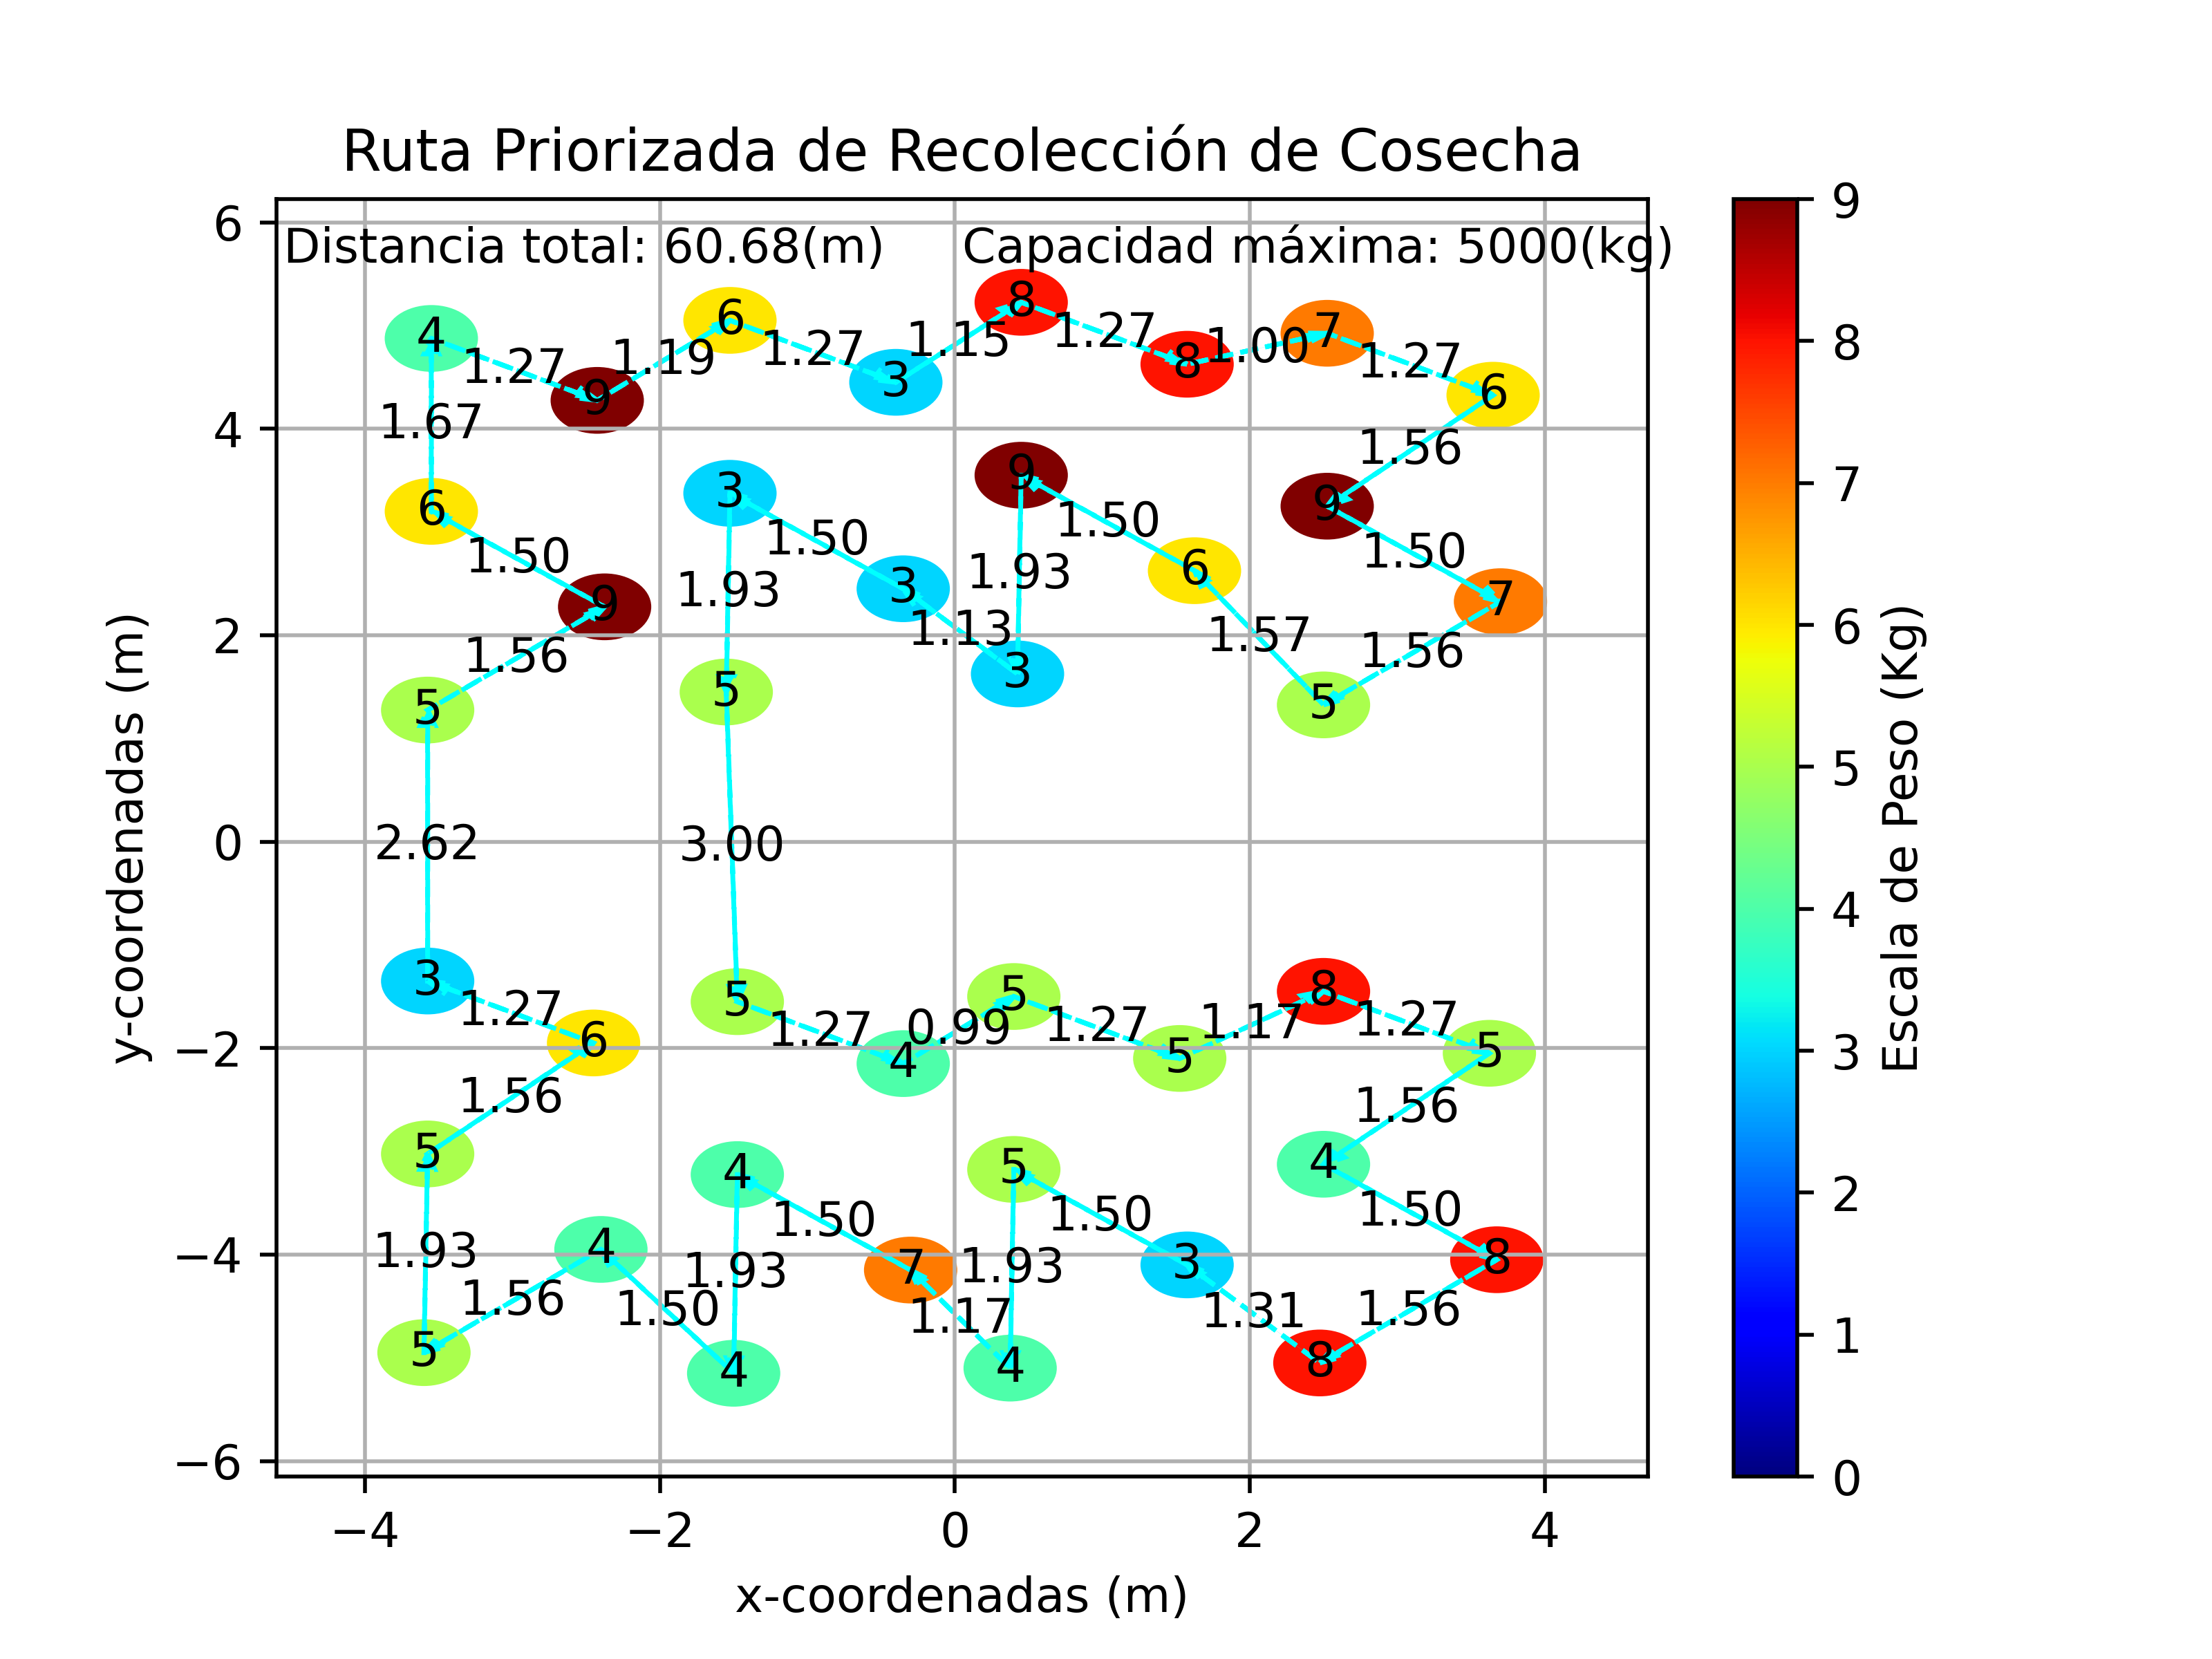 Ruta Priorizada de Recolección de Cosecha
Distancia total: 60.68(m) Capacidad máxima: 5000(kg)
6
4
2
0
−2
−4
−6
y-coordenadas (m)
−4 −2 0 2 4
x-coordenadas (m)
4 1.27 9 1.19 6 1.27 3 1.15 8 1.27 8 1.00 7 1.27 6
1.67 1.56
6 1.50 9 3 1.50 3 9 1.50 6 9 1.50 7
1.56 1.93 1.13 1.93 1.57 1.56
5 5 3 5
2.62 3.00
3 1.27 6 5 1.27 4 0.99 5 1.27 5 1.17 8 1.27 5
1.56 1.56
5 4 1.50 7 5 1.50 3 4 1.50 8
1.93 4 1.93 1.93
1.56 1.50 1.17 1.31 1.56
5 4 4 8
9
8
7
6
5
4
3
2
1
0
Escala de Peso (Kg)